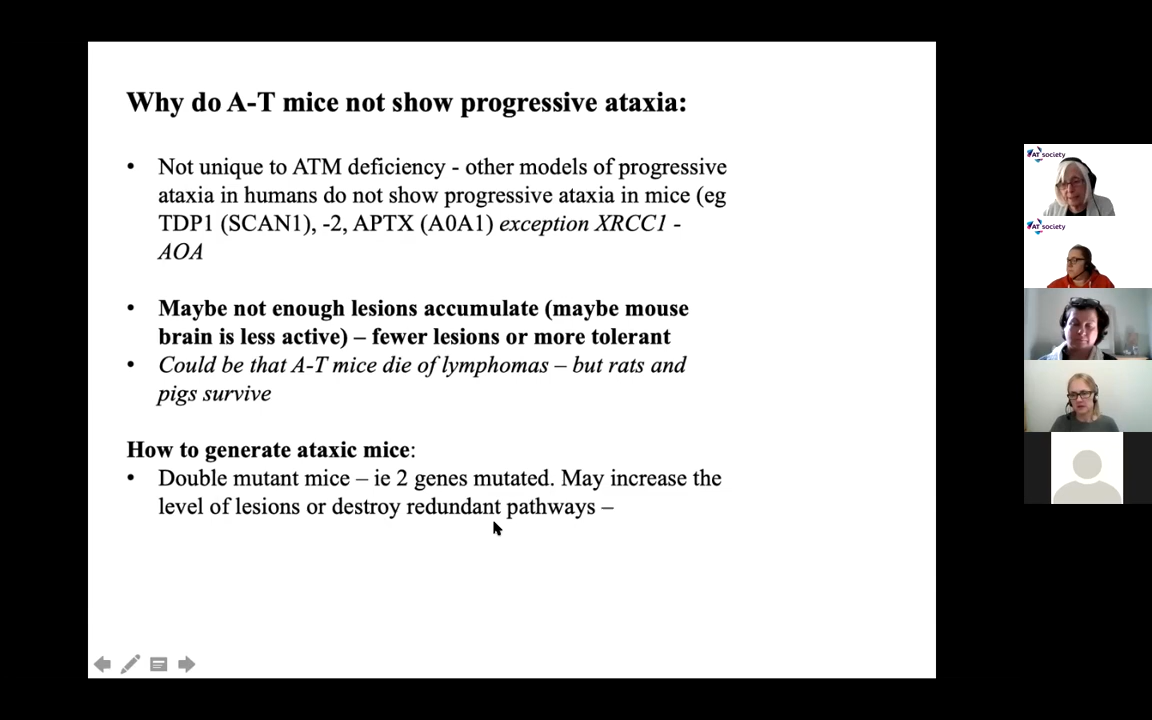 Why do A-T mice not show progressive ataxia:
• Not unique to ATM deficiency - other models of progressive
ataxia in humans do not show progressive ataxia in mice (eg
TDP1 (SCAN1), -2, APTX (A0A1) exception XRCC1 -
AOA
• Maybe not enough lesions accumulate (maybe mouse
brain is less active) – fewer lesions or more tolerant
• Could be that A-T mice die of lymphomas – but rats and
pigs survive
How to generate ataxic mice:
• Double mutant mice – ie 2 genes mutated. May increase the
level of lesions or destroy redundant pathways –
AT society
AT society